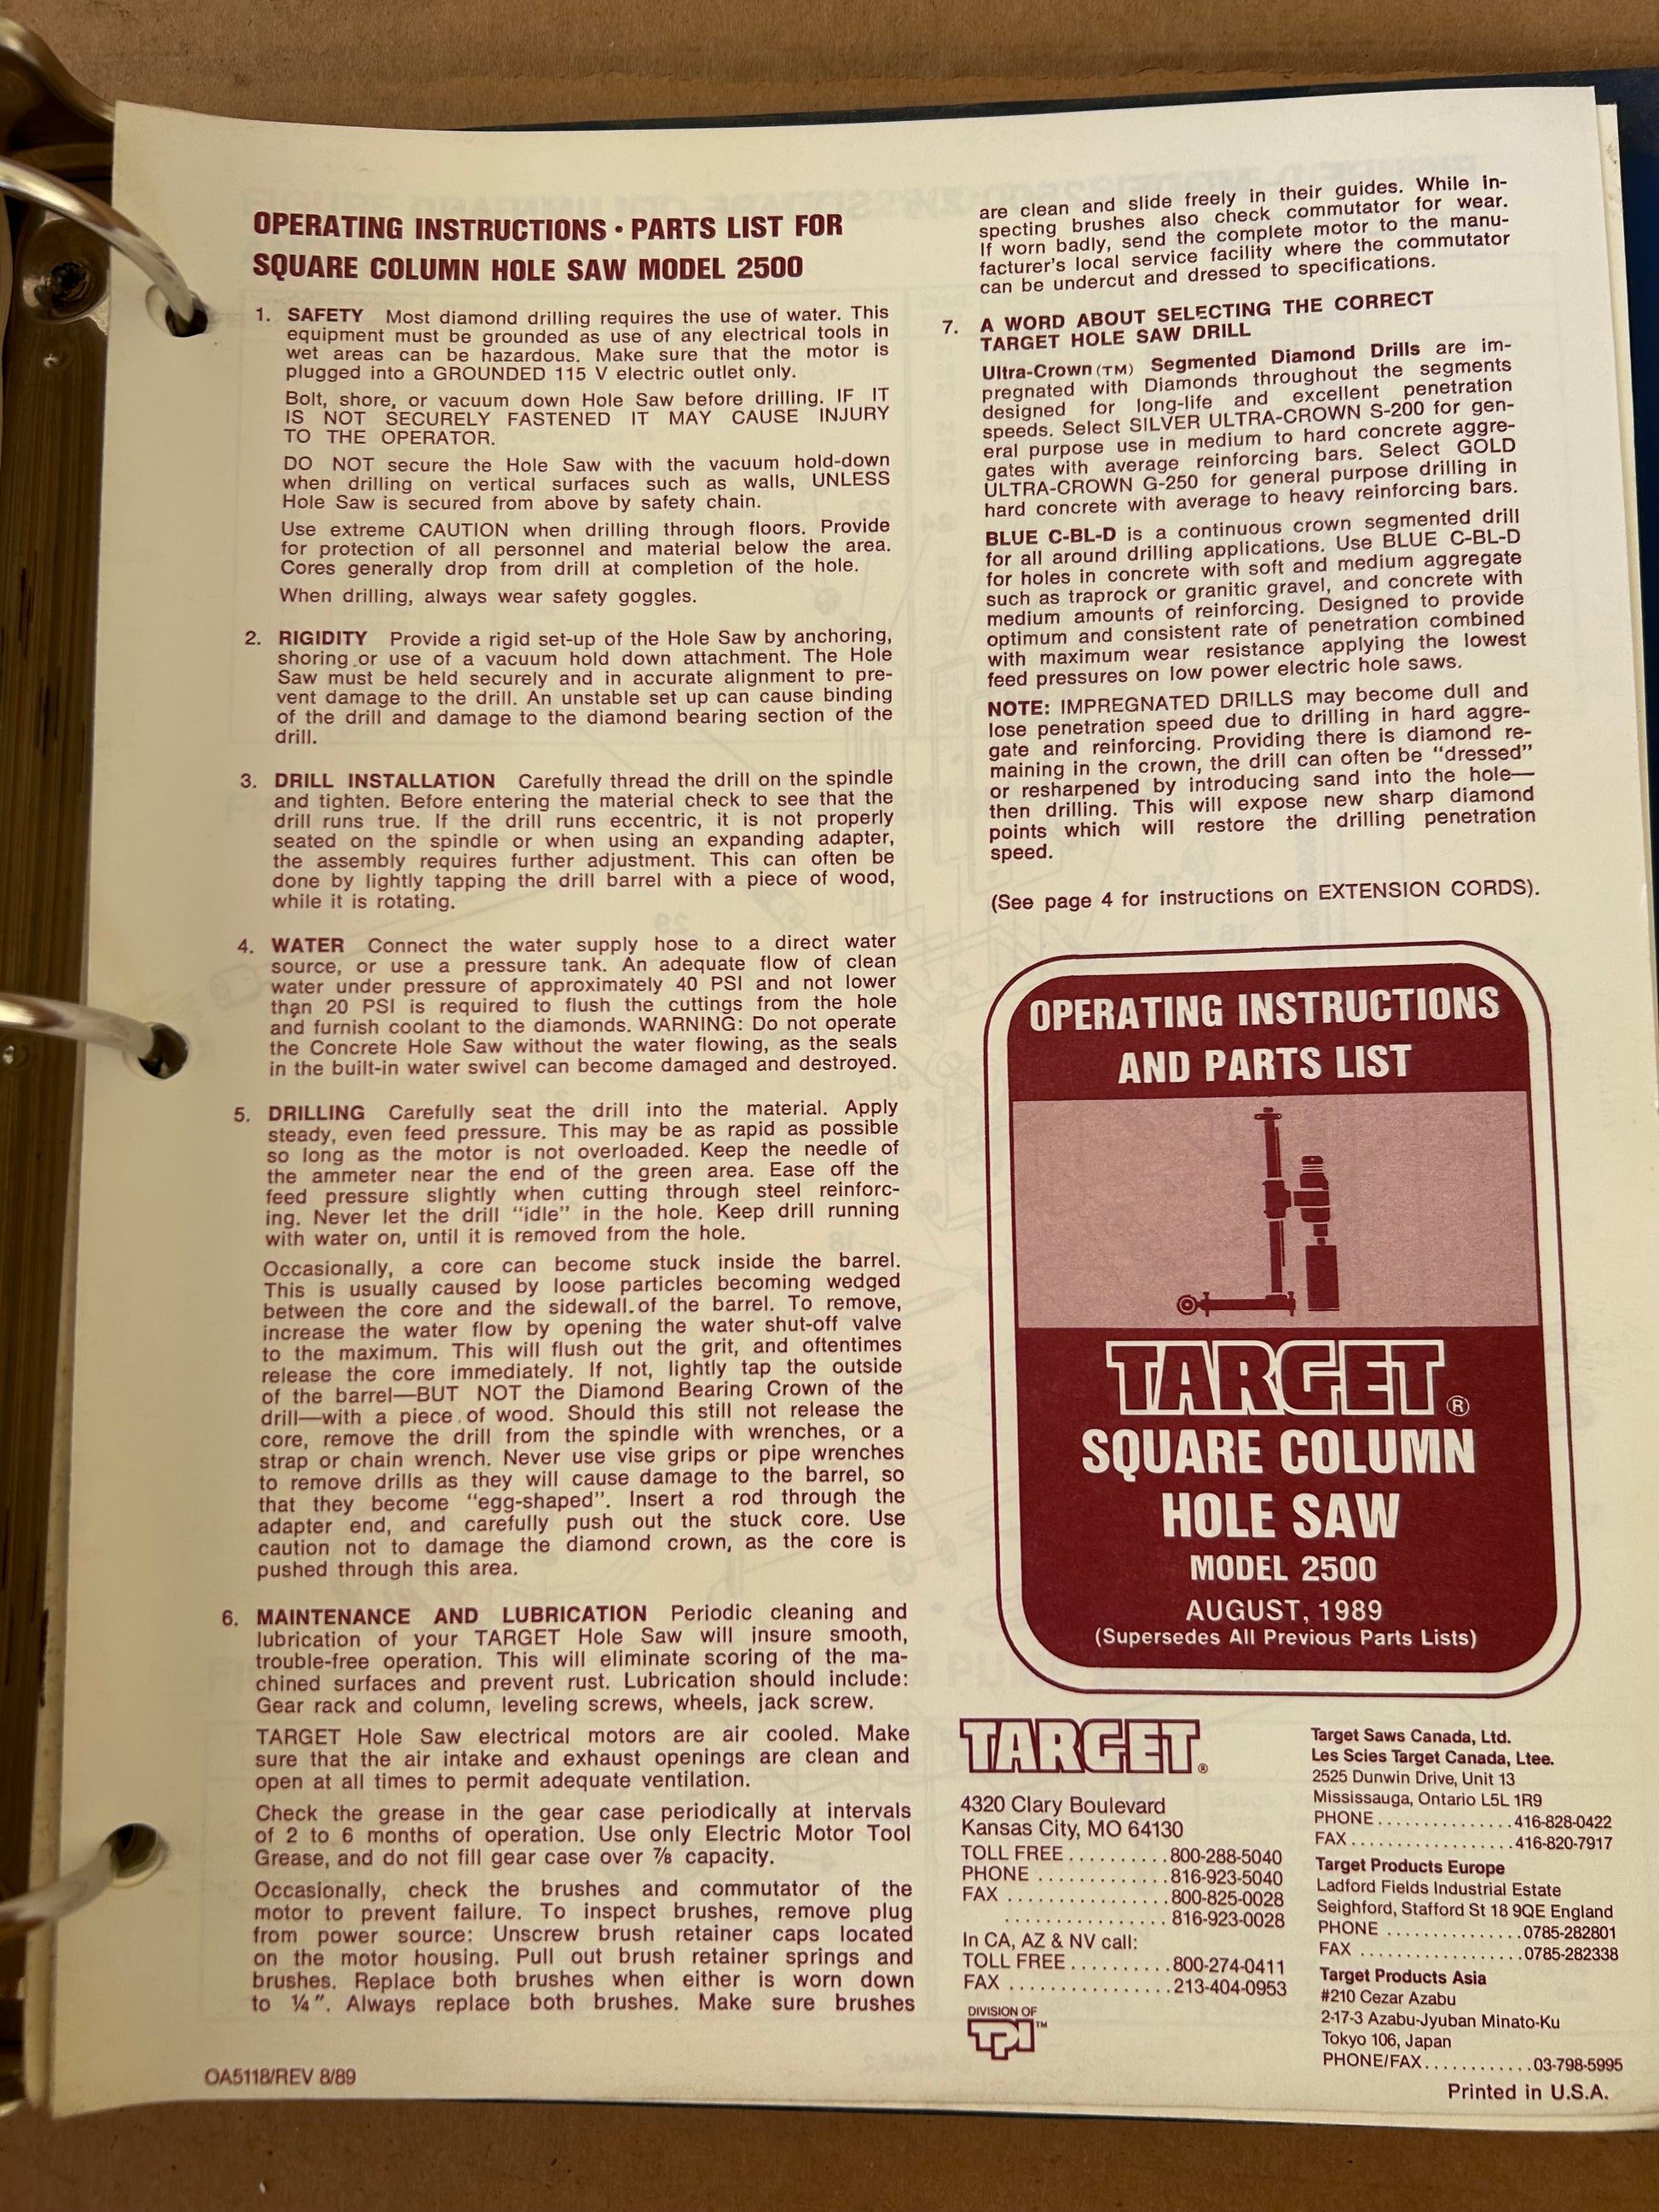 OPERATING INSTRUCTIONS • PARTS LIST FOR
SQUARE COLUMN HOLE SAW MODEL 2500
1. SAFETY Most diamond drilling requires the use of water. This
equipment must be grounded as use of any electrical tools in
wet areas can be hazardous. Make sure that the motor is
plugged into a GROUNDED 115 V electric outlet only.
Bolt, shore, or vacuum down Hole Saw before drilling. IF IT
IS NOT SECURELY FASTENED IT MAY CAUSE INJURY
TO THE OPERATOR.
DO NOT secure the Hole Saw with the vacuum hold-down
when drilling on vertical surfaces such as walls, UNLESS
Hole Saw is secured from above by safety chain.
Use extreme CAUTION when drilling through floors. Provide
for protection of all personnel and material below the area.
Cores generally drop from drill at completion of the hole.
When drilling, always wear safety goggles.
2. RIGIDITY Provide a rigid set-up of the Hole Saw by anchoring,
shoring or use of a vacuum hold down attachment. The Hole
Saw must be held securely and in accurate alignment to pre-
vent damage to the drill. An unstable set up can cause binding
of the drill and damage to the diamond bearing section of the
drill.
3. DRILL INSTALLATION Carefully thread the drill on the spindle
and tighten. Before entering the material check to see that the
drill runs true. If the drill runs eccentric, it is not properly
seated on the spindle or when using an expanding adapter,
the assembly requires further adjustment. This can often be
done by lightly tapping the drill barrel with a piece of wood,
while it is rotating.
4. WATER Connect the water supply hose to a direct water
source, or use a pressure tank. An adequate flow of clean
water under pressure of approximately 40 PSI and not lower
than 20 PSI is required to flush the cuttings from the hole
and furnish coolant to the diamonds. WARNING: Do not operate
the Concrete Hole Saw without the water flowing, as the seals
in the built-in water swivel can become damaged and destroyed.
5. DRILLING Carefully seat the drill into the material. Apply
steady, even feed pressure. This may be as rapid as possible
so long as the motor is not overloaded. Keep the needle of
the ammeter near the end of the green area. Ease off the
feed pressure slightly when cutting through steel reinforc-
ing. Never let the drill "idle" in the hole. Keep drill running
with water on, until it is removed from the hole.
Occasionally, a core can become stuck inside the barrel.
This is usually caused by loose particles becoming wedged
between the core and the sidewall of the barrel. To remove,
increase the water flow by opening the water shut-off valve
to the maximum. This will flush out the grit, and oftentimes
release the core immediately. If not, lightly tap the outside
of the barrel—BUT NOT the Diamond Bearing Crown of the
drill—with a piece of wood. Should this still not release the
core, remove the drill from the spindle with wrenches, or a
strap or chain wrench. Never use vise grips or pipe wrenches
to remove drills as they will cause damage to the barrel, so
that they become "egg-shaped". Insert a rod through the
adapter end, and carefully push out the stuck core. Use
caution not to damage the diamond crown, as the core is
pushed through this area.
6. MAINTENANCE AND LUBRICATION Periodic cleaning and
lubrication of your TARGET Hole Saw will insure smooth,
trouble-free operation. This will eliminate scoring of the ma-
chined surfaces and prevent rust. Lubrication should include:
Gear rack and column, leveling screws, wheels, jack screw.
TARGET Hole Saw electrical motors are air cooled. Make
sure that the air intake and exhaust openings are clean and
open at all times to permit adequate ventilation.
Check the grease in the gear case periodically at intervals
of 2 to 6 months of operation. Use only Electric Motor Tool
Grease, and do not fill gear case over ⅞ capacity.
Occasionally, check the brushes and commutator of the
motor to prevent failure. To inspect brushes, remove plug
from power source: Unscrew brush retainer caps located
on the motor housing. Pull out brush retainer springs and
brushes. Replace both brushes when either is worn down
to ¼". Always replace both brushes. Make sure brushes
OA5118/REV 8/89
are clean and slide freely in their guides. While in-
specting brushes also check commutator for wear.
If worn badly, send the complete motor to the manu-
facturer's local service facility where the commutator
can be undercut and dressed to specifications.
7. A WORD ABOUT SELECTING THE CORRECT
TARGET HOLE SAW DRILL
Ultra-Crown (TM) Segmented Diamond Drills are im-
pregnated with Diamonds throughout the segments
designed for long-life and excellent penetration
speeds. Select SILVER ULTRA-CROWN S-200 for gen-
eral purpose use in medium to hard concrete aggre-
gates with average reinforcing bars. Select GOLD
ULTRA-CROWN G-250 for general purpose drilling in
hard concrete with average to heavy reinforcing bars.
BLUE C-BL-D is a continuous crown segmented drill
for all around drilling applications. Use BLUE C-BL-D
for holes in concrete with soft and medium aggregate
such as traprock or granitic gravel, and concrete with
medium amounts of reinforcing. Designed to provide
optimum and consistent rate of penetration combined
with maximum wear resistance applying the lowest
feed pressures on low power electric hole saws.
NOTE: IMPREGNATED DRILLS may become dull and
lose penetration speed due to drilling in hard aggre-
gate and reinforcing. Providing there is diamond re-
maining in the crown, the drill can often be "dressed"
or resharpened by introducing sand into the hole—
then drilling. This will expose new sharp diamond
points which will restore the drilling penetration
speed.
(See page 4 for instructions on EXTENSION CORDS).
OPERATING INSTRUCTIONS
AND PARTS LIST
TARGET®
SQUARE COLUMN
HOLE SAW
MODEL 2500
AUGUST, 1989
(Supersedes All Previous Parts Lists)
TARGET®
4320 Clary Boulevard
Kansas City, MO 64130
TOLL FREE..........800-288-5040
PHONE.............816-923-5040
FAX................800-825-0028
................816-923-0028
In CA, AZ & NV call:
TOLL FREE..........800-274-0411
FAX................213-404-0953
DIVISION OF
TPI™
Target Saws Canada, Ltd.
Les Scies Target Canada, Ltee.
2525 Dunwin Drive, Unit 13
Mississauga, Ontario L5L 1R9
PHONE..............416-828-0422
FAX.................416-820-7917
Target Products Europe
Ladford Fields Industrial Estate
Seighford, Stafford St 18 9QE England
PHONE..............0785-282801
FAX.................0785-282338
Target Products Asia
#210 Cezar Azabu
2-17-3 Azabu-Jyuban Minato-Ku
Tokyo 106, Japan
PHONE/FAX...........03-798-5995
Printed in U.S.A.